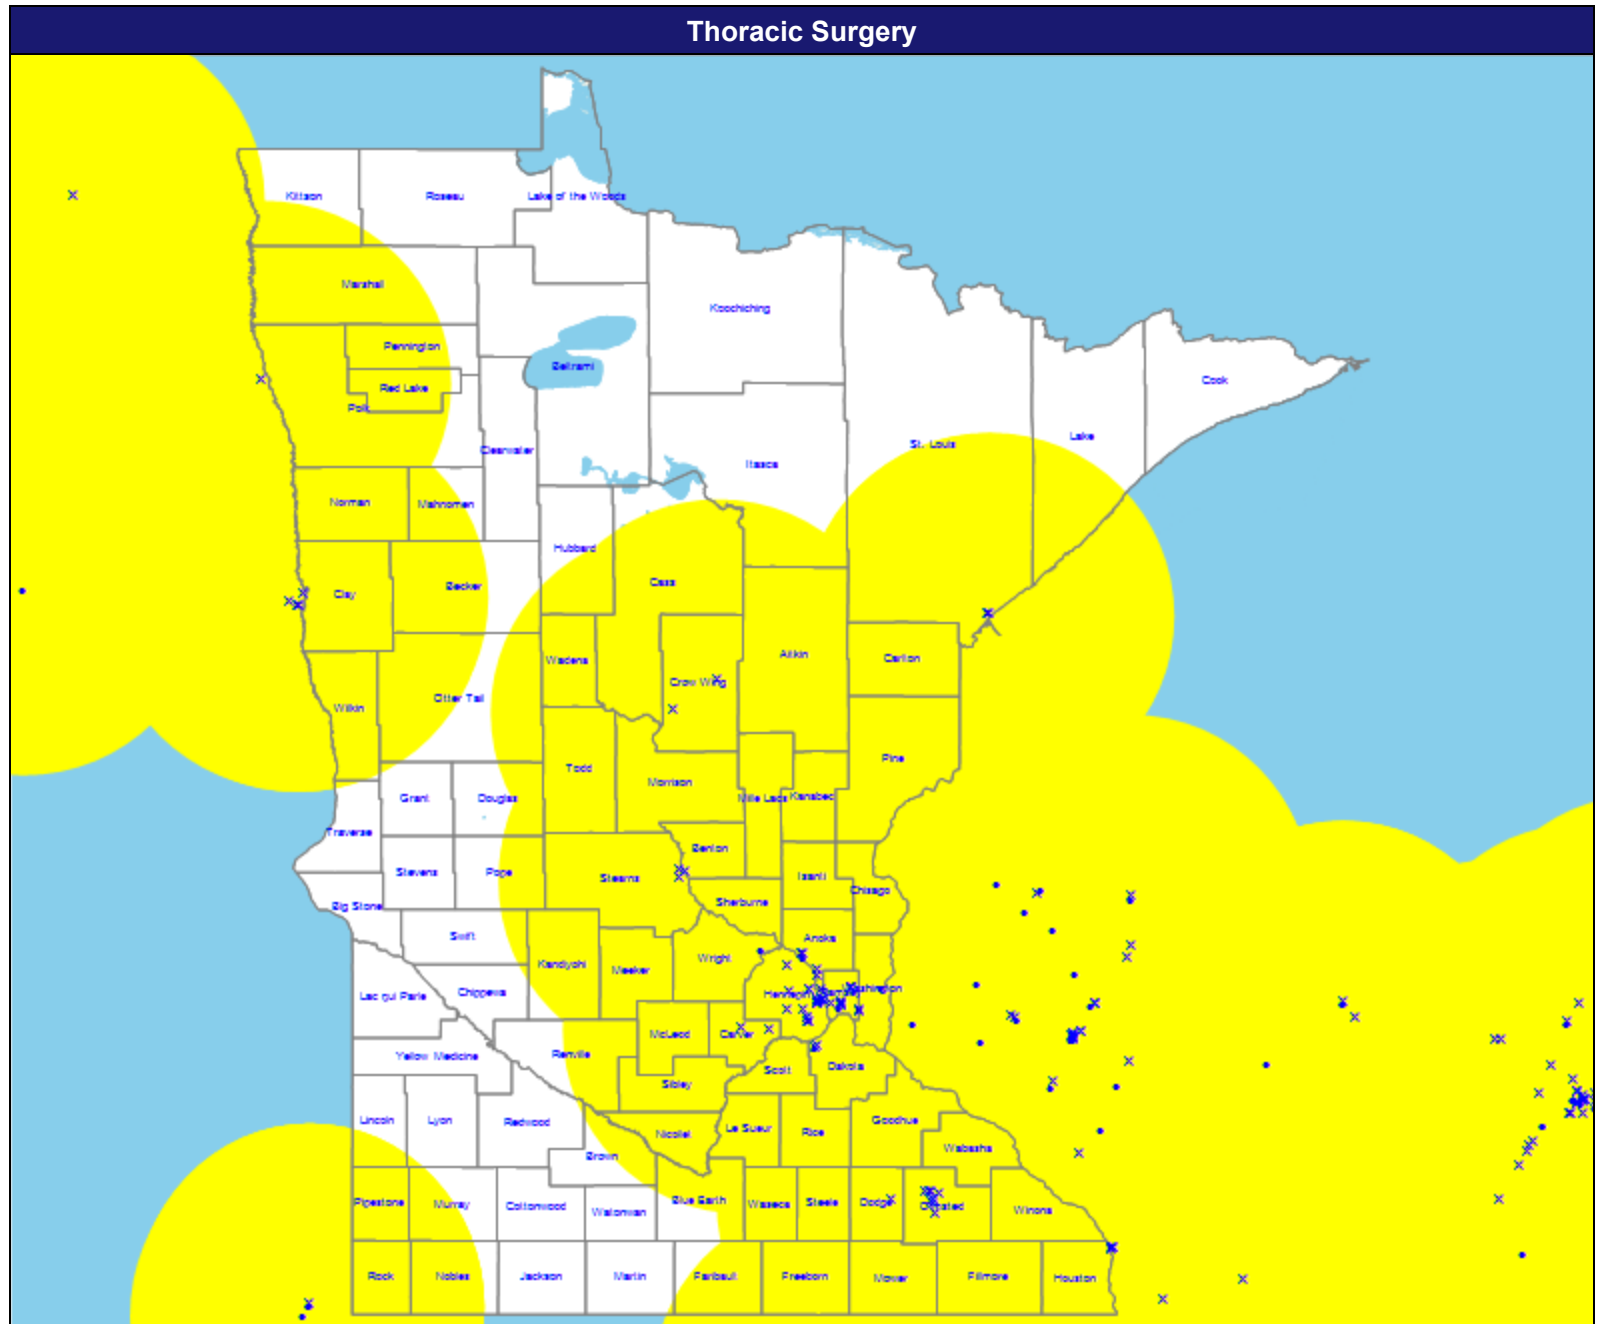 Thoracic Surgery
Kittson
Roseau
Lake of the Woods
Marshall
Koochiching
Pennington
Beltrami
Red Lake
Cook
Polk
Lake
St. Louis
Clearwater
Itasca
Norman
Mahnomen
Hubbard
Cass
Becker
Clay
Aitkin
Carlton
Wadena
Crow Wing
Otter Tail
Wilkin
Pine
Todd
Morrison
Grant
Douglas
Mille Lacs
Kanabec
Traverse
Benton
Stevens
Pope
Stearns
Isanti
Chisago
Sherburne
Big Stone
Swift
Anoka
Wright
Kandiyohi
Meeker
Hennepin
Washington
Lac qui Parle
Chippewa
McLeod
Carver
Yellow Medicine
Renville
Scott
Dakota
Sibley
Lincoln
Lyon
Redwood
Nicollet
Le Sueur
Rice
Goodhue
Brown
Wabasha
Pipestone
Murray
Cottonwood
Watonwan
Blue Earth
Waseca
Steele
Dodge
Olmsted
Winona
Rock
Nobles
Jackson
Martin
Faribault
Freeborn
Mower
Fillmore
Houston